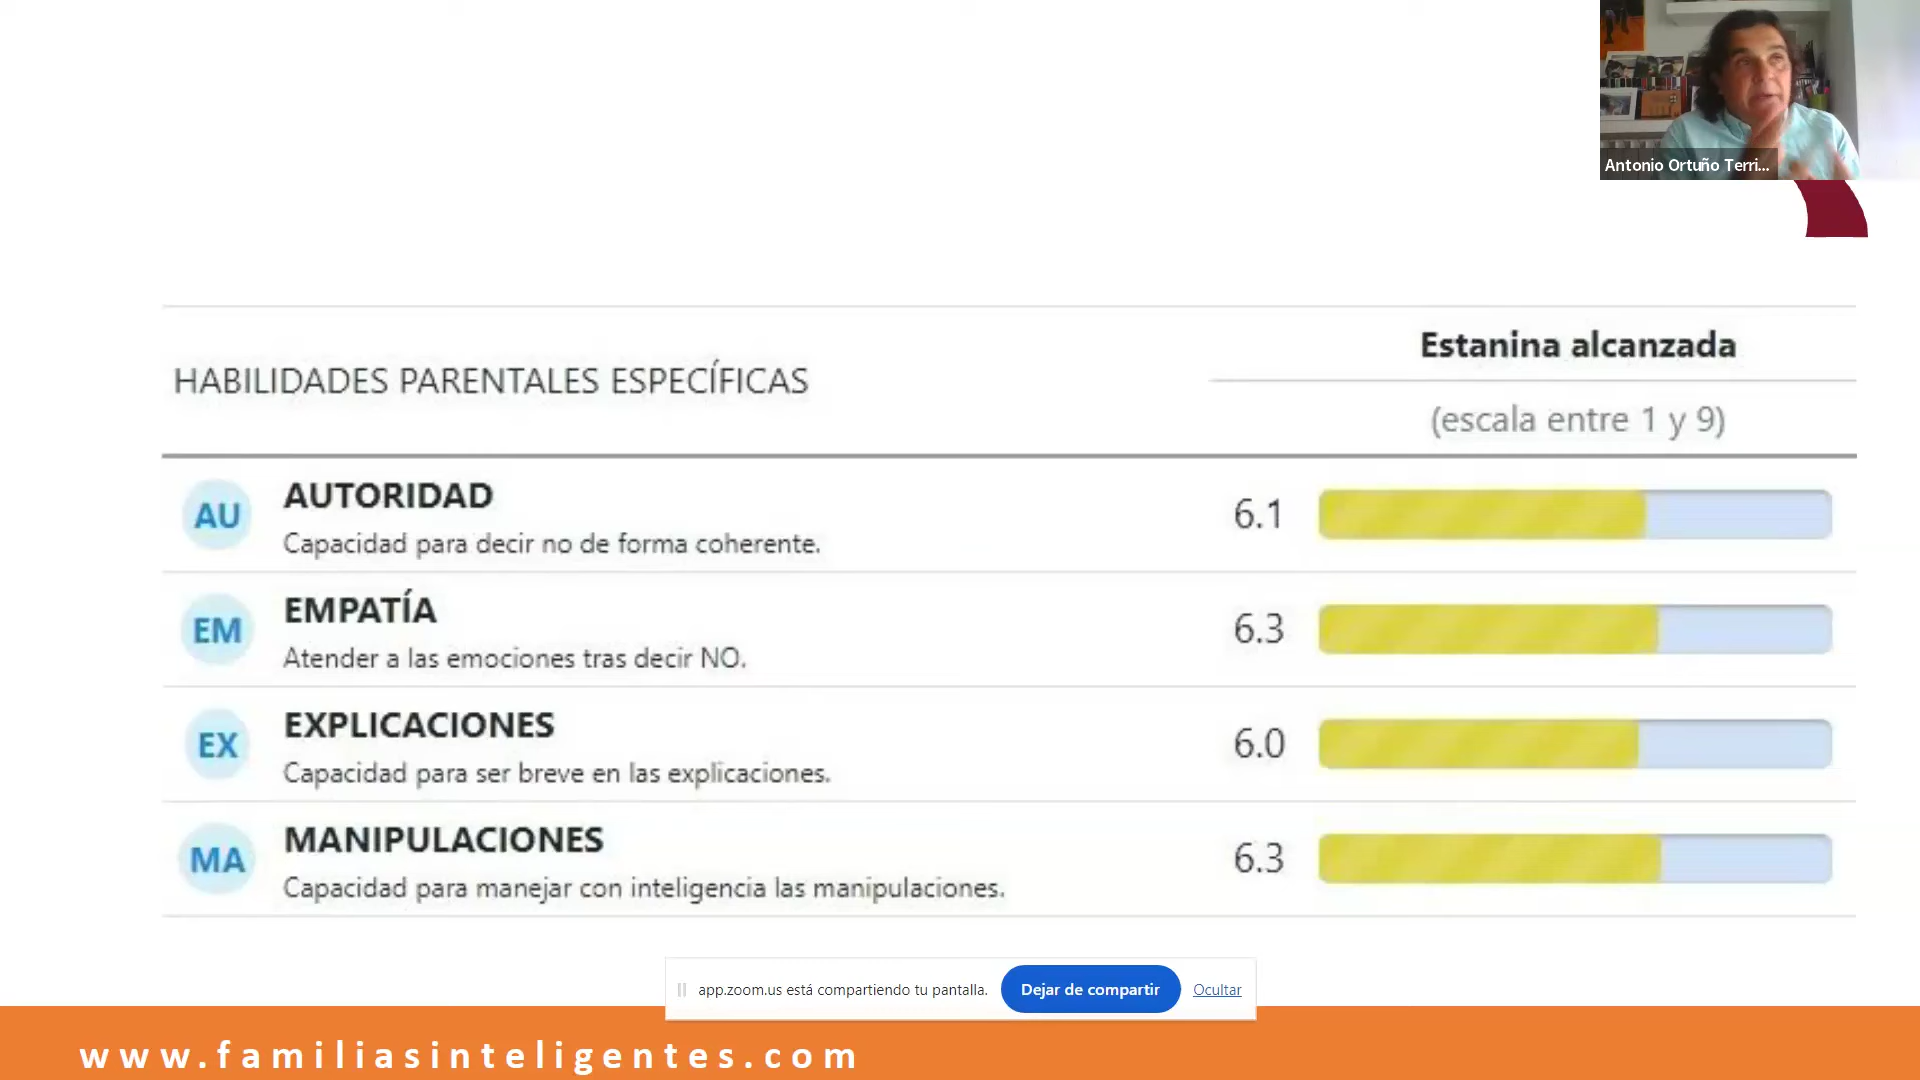 Antonio Ortuño Terri...
HABILIDADES PARENTALES ESPECÍFICAS
Estanina alcanzada
(escala entre 1 y 9)
AU
AUTORIDAD
Capacidad para decir no de forma coherente.
6.1
EM
EMPATÍA
Atender a las emociones tras decir NO.
6.3
EX
EXPLICACIONES
Capacidad para ser breve en las explicaciones.
6.0
MA
MANIPULACIONES
Capacidad para manejar con inteligencia las manipulaciones.
6.3
app.zoom.us está compartiendo tu pantalla.
Dejar de compartir
Ocultar
www.familiasinteligentes.com